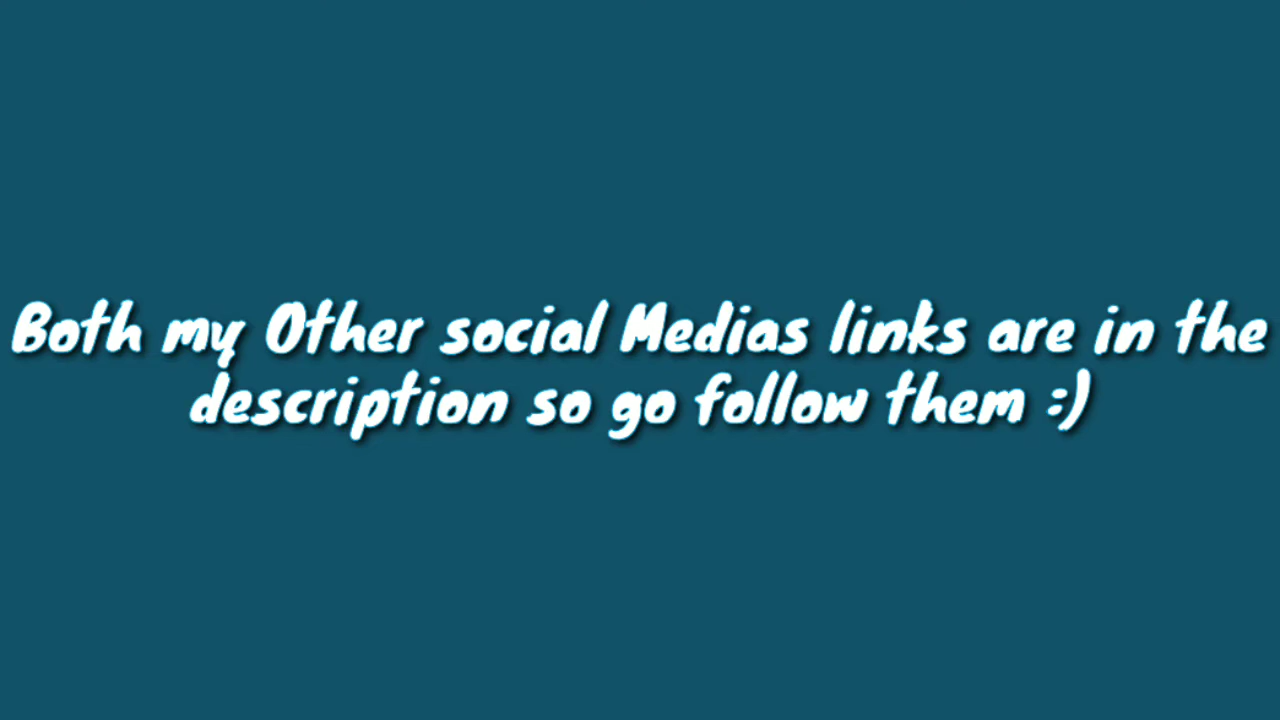 Both my Other social Medias links are in the
description so go follow them :)